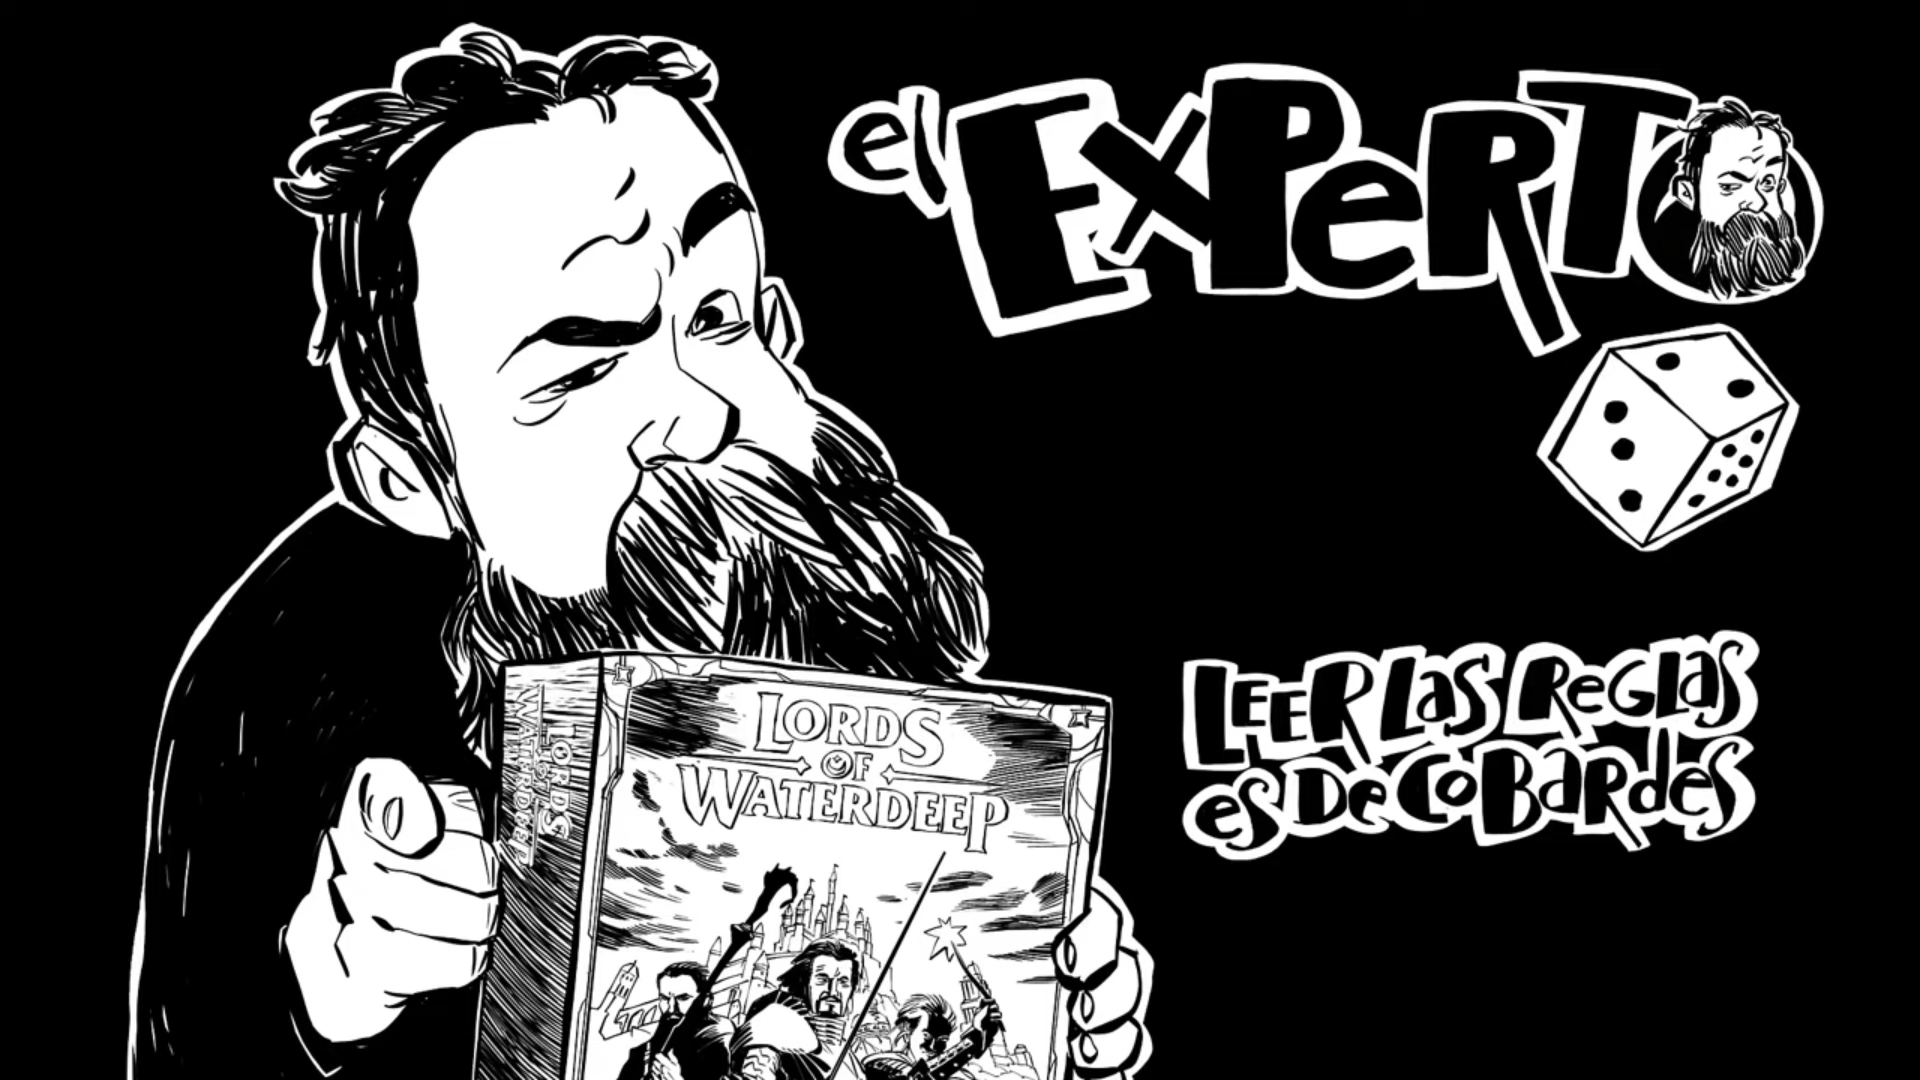 el EXPERTO
LEER LAS REGLAS
es DE COBARDES
LORDS
OF
WATERDEEP
LORDS
OF
WATERDEEP